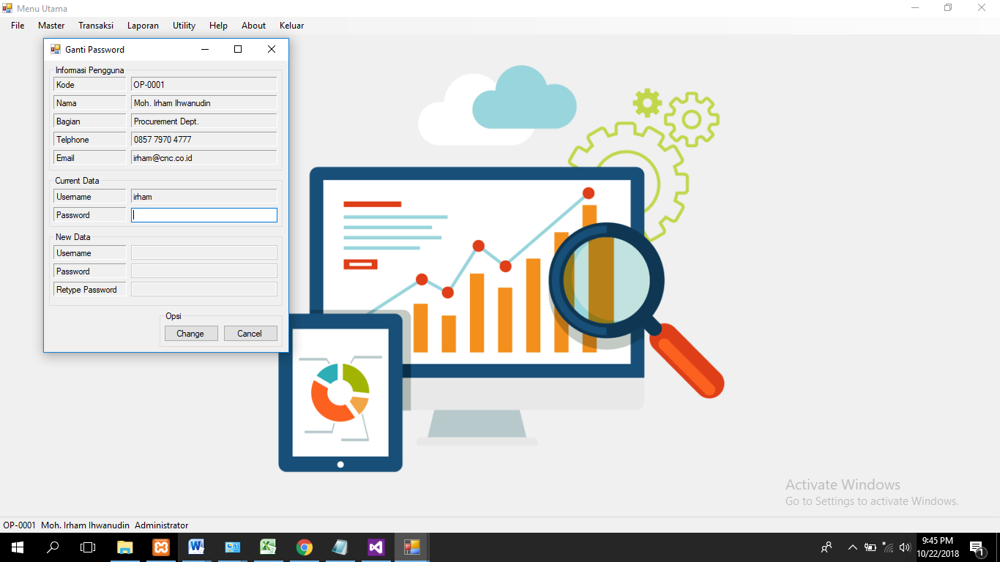 Menu Utama
File Master Transaksi Laporan Utility Help About Keluar
Ganti Password
Informasi Pengguna
Kode OP-0001
Nama Moh. Irham Ihwanudin
Bagian Procurement Dept.
Telphone 0857 7970 4777
Email irham@cnc.co.id
Current Data
Username irham
Password
New Data
Username
Password
Retype Password
Opsi
Change Cancel
Activate Windows
Go to Settings to activate Windows.
OP-0001 Moh. Irham Ihwanudin Administrator
9:45 PM
10/22/2018
1